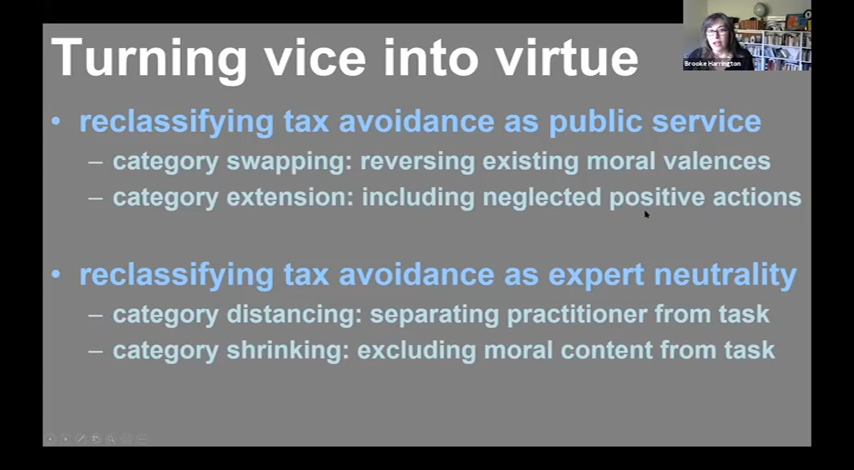 Turning vice into virtue
Brooke Harrington
• reclassifying tax avoidance as public service
– category swapping: reversing existing moral valences
– category extension: including neglected positive actions
• reclassifying tax avoidance as expert neutrality
– category distancing: separating practitioner from task
– category shrinking: excluding moral content from task